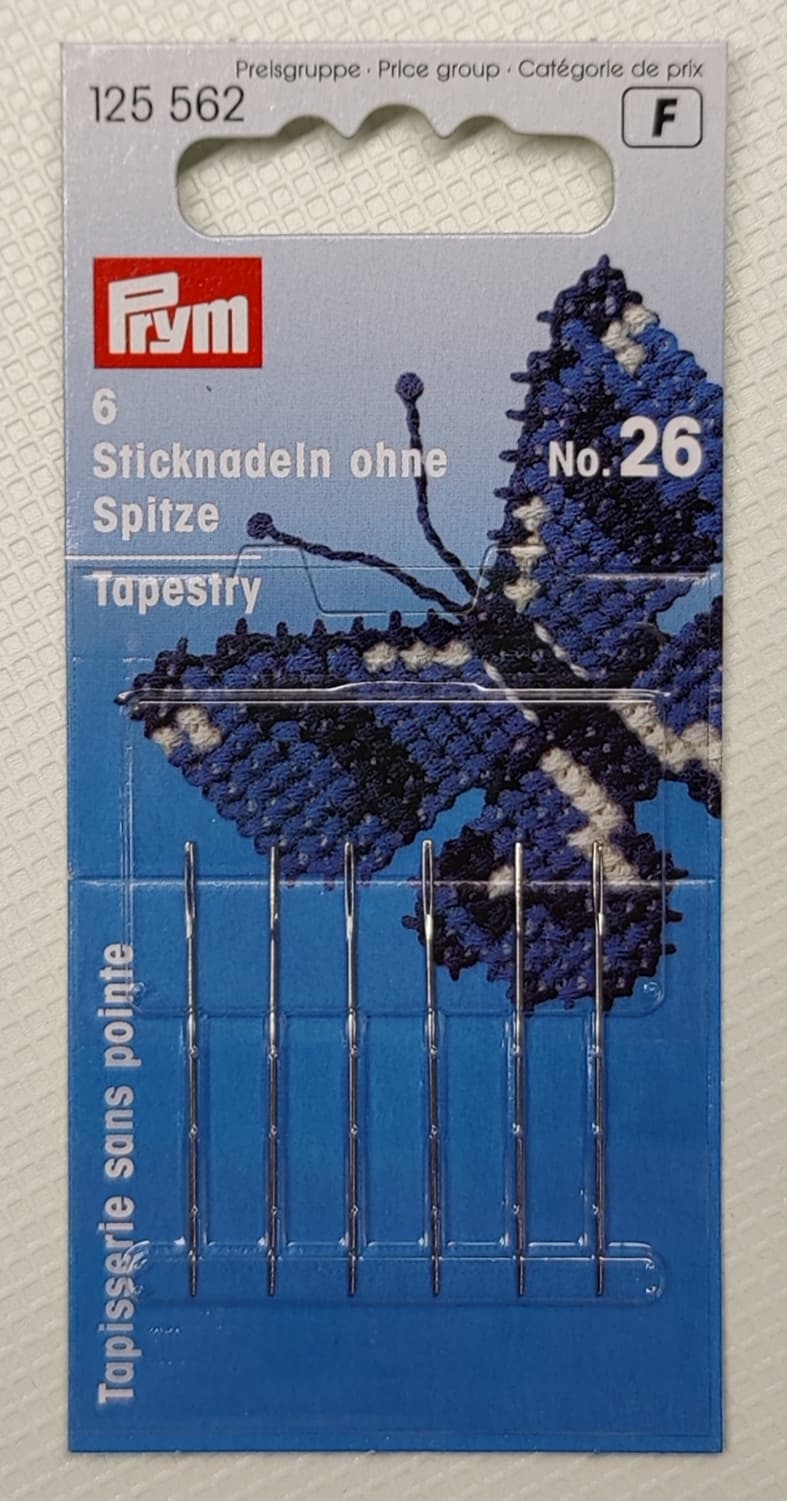 Preisgruppe · Price group · Catégorie de prix
125 562
F
Prym
6
Sticknadeln ohne
Spitze
No. 26
Tapestry
Tapisserie sans pointe